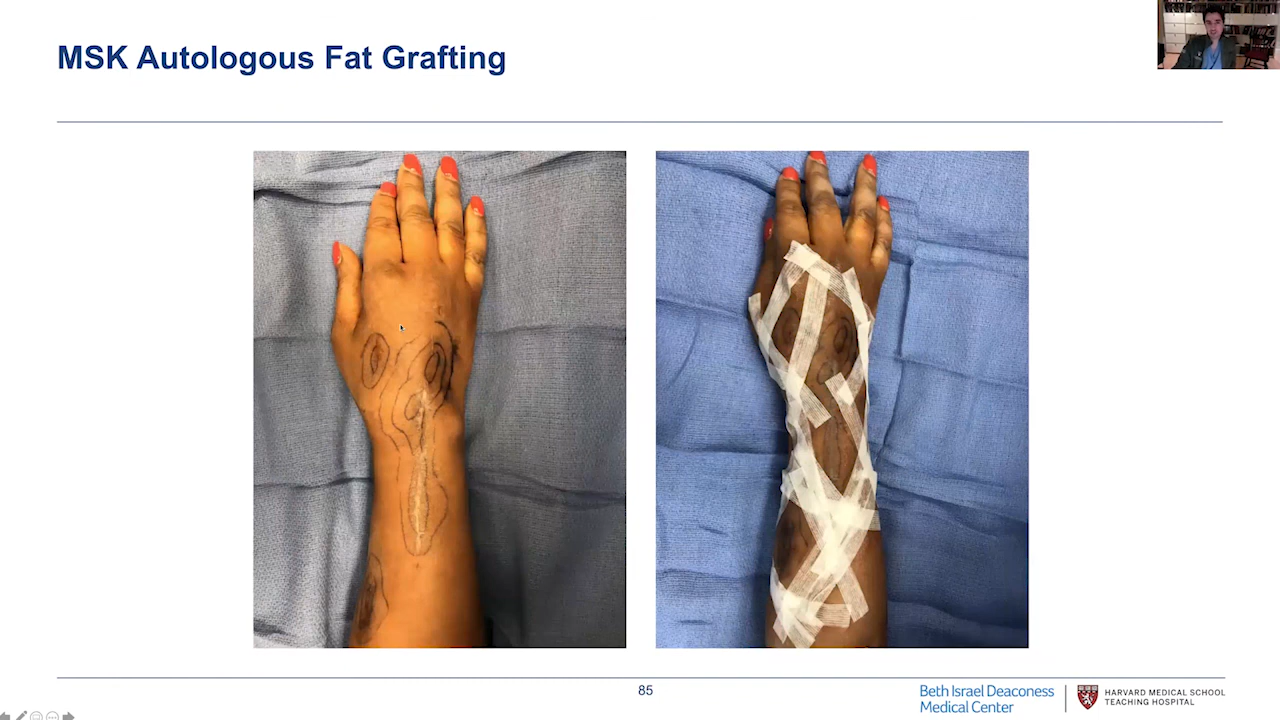 MSK Autologous Fat Grafting
85
Beth Israel Deaconess
Medical Center
HARVARD MEDICAL SCHOOL
TEACHING HOSPITAL